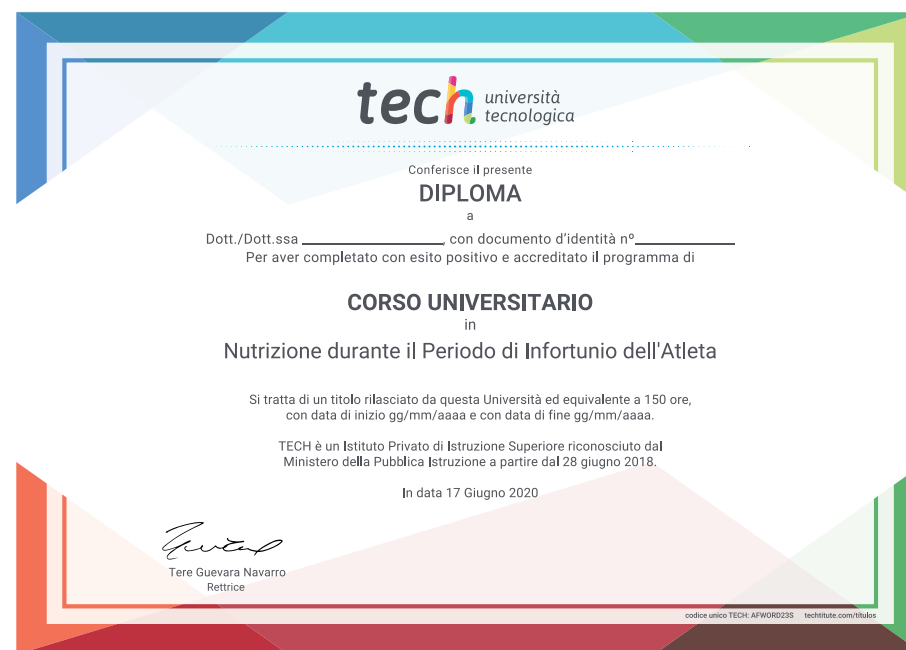 tech università
tecnologica
Conferisce il presente
DIPLOMA
a
Dott./Dott.ssa ____________________, con documento d'identità nº______________
Per aver completato con esito positivo e accreditato il programma di
CORSO UNIVERSITARIO
in
Nutrizione durante il Periodo di Infortunio dell'Atleta
Si tratta di un titolo rilasciato da questa Università ed equivalente a 150 ore,
con data di inizio gg/mm/aaaa e con data di fine gg/mm/aaaa.
TECH è un Istituto Privato di Istruzione Superiore riconosciuto dal
Ministero della Pubblica Istruzione a partire dal 28 giugno 2018.
In data 17 Giugno 2020
Tere Guevara Navarro
Rettrice
codice unico TECH: AFWORD23S techtitute.com/titulos